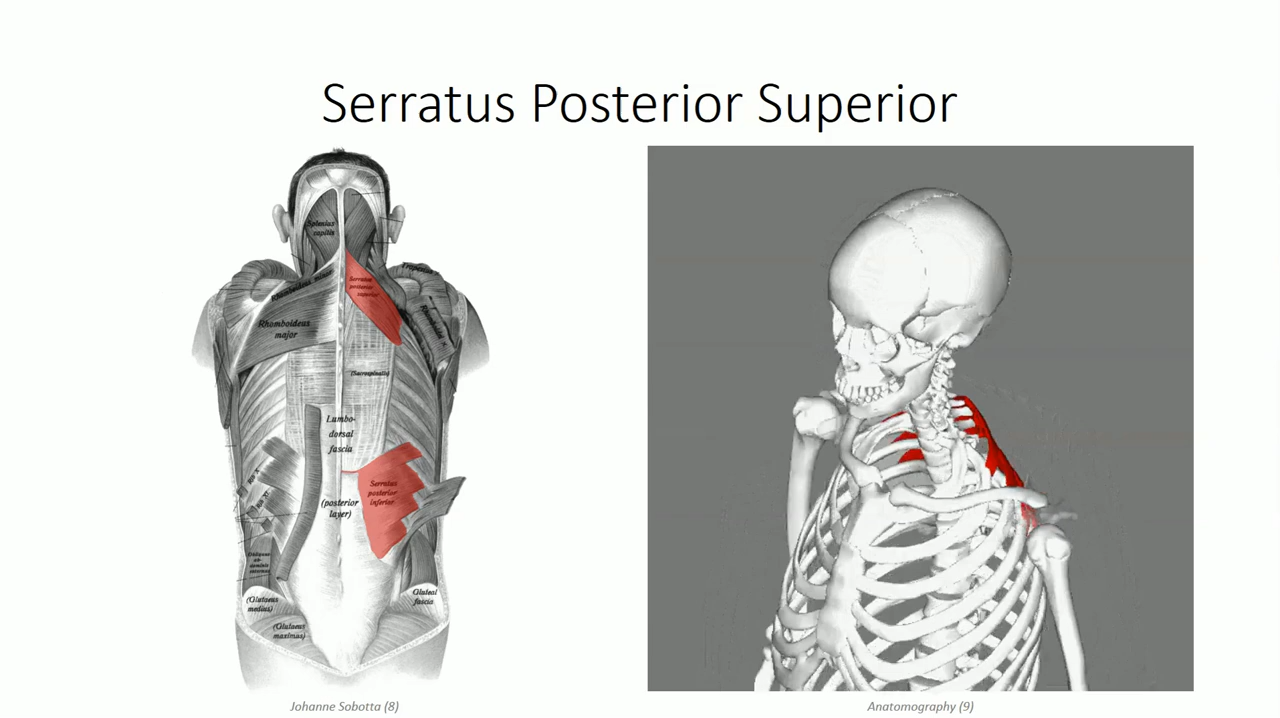 Serratus Posterior Superior
Splenius
capitis
Serratus
posterior
superior
Rhomboideus minor
Rhomboideus
major
(Sacrospinalis)
Lumbo-
dorsal
fascia
Serratus
posterior
inferior
(posterior
layer)
Rib X
Gluteal
fascia
(Glutaeus
medius)
(Glutaeus
maximus)
Johanne Sobotta (8)
Anatomography (9)